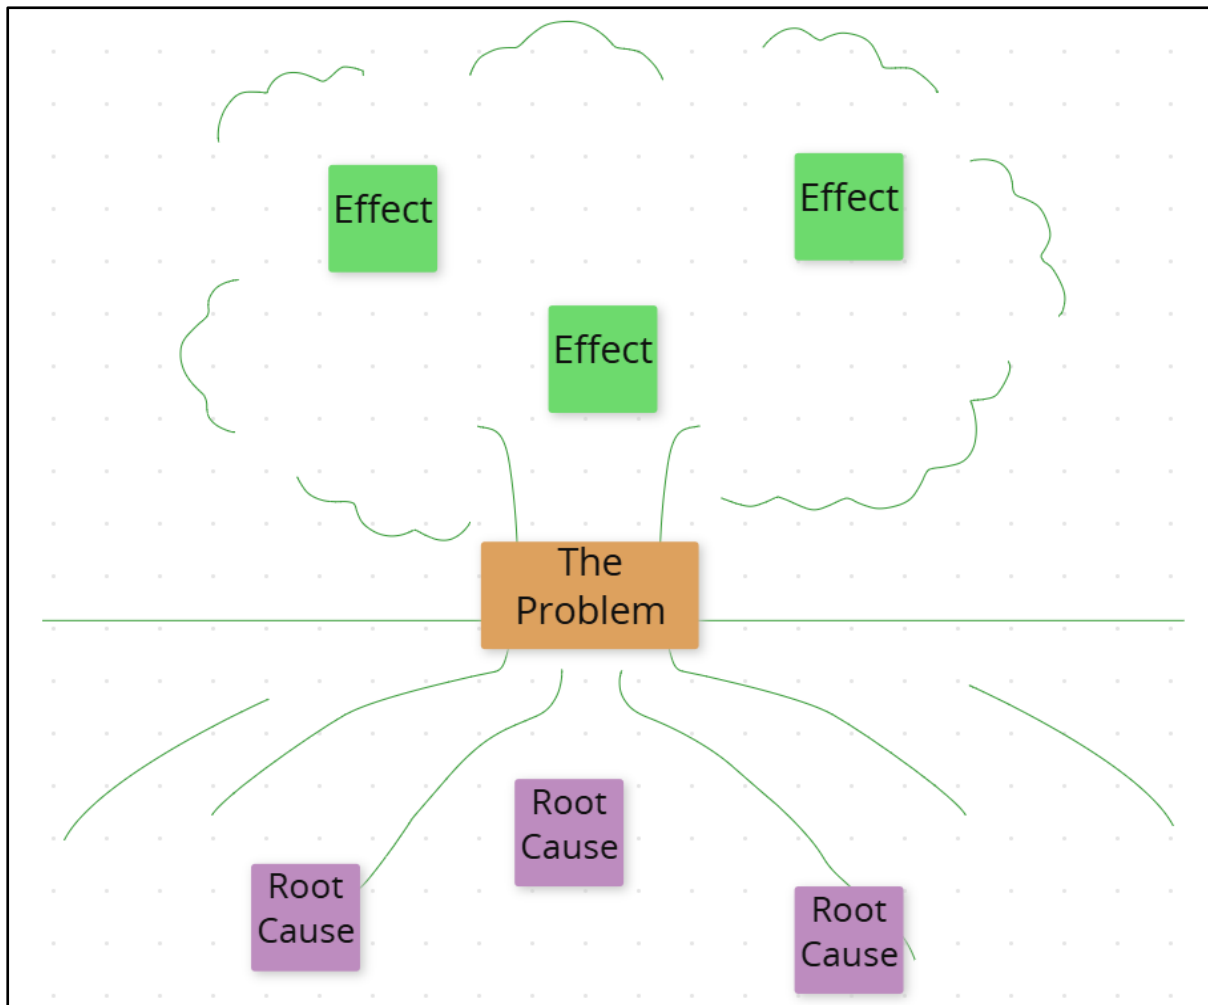 Effect
Effect
Effect
The
Problem
Root
Cause
Root
Cause
Root
Cause